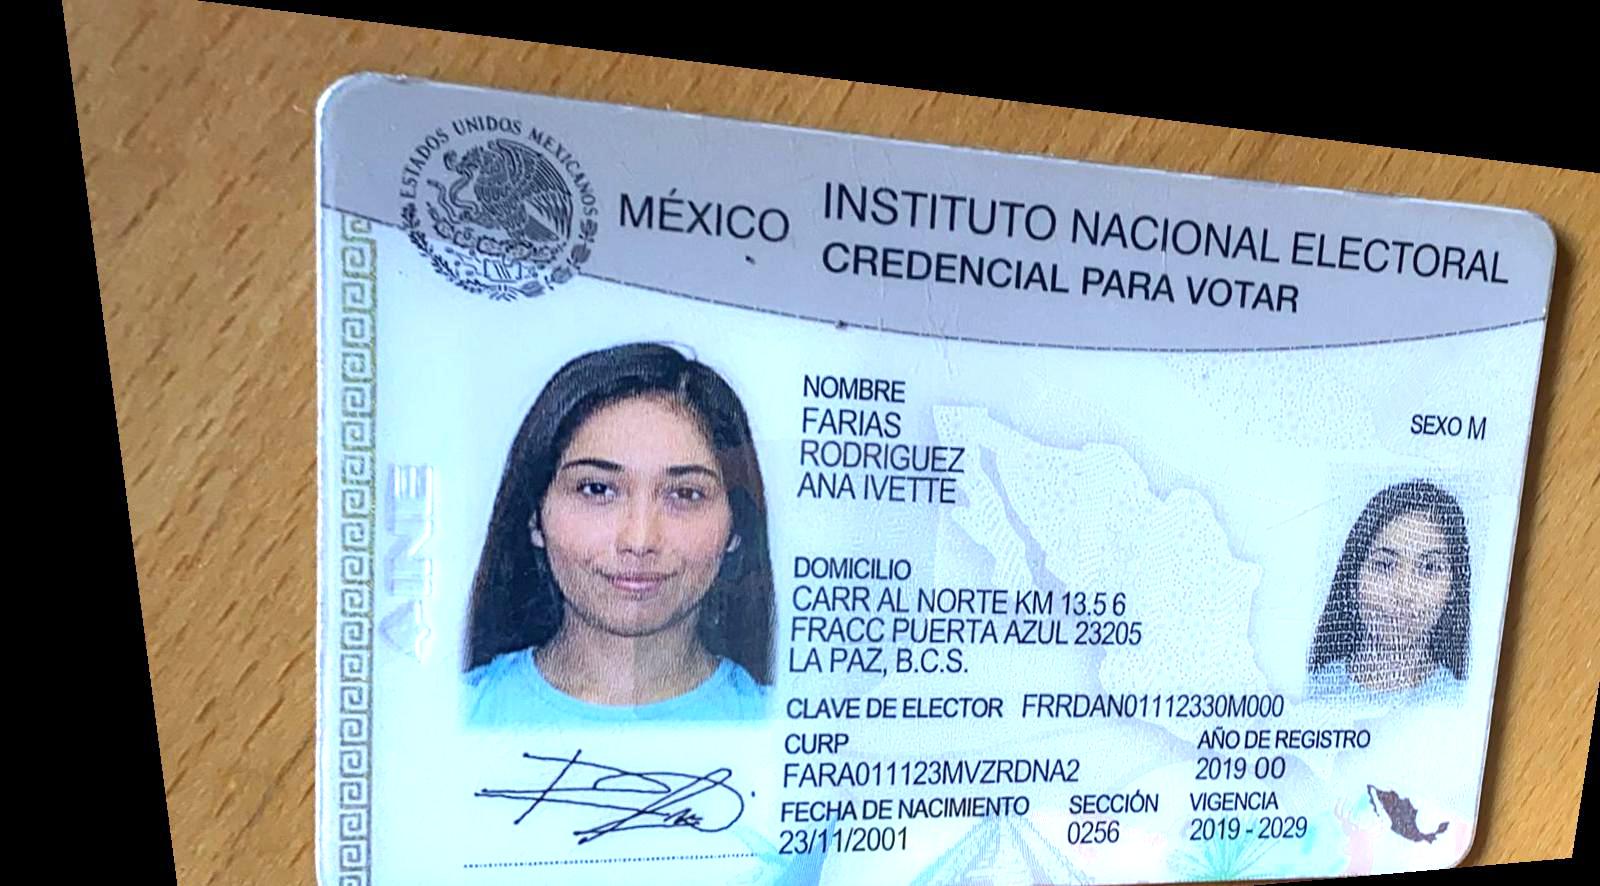 ESTADOS UNIDOS MEXICANOS
MÉXICO
INSTITUTO NACIONAL ELECTORAL
CREDENCIAL PARA VOTAR
NOMBRE
FARIAS
RODRIGUEZ
ANA IVETTE
SEXO M
DOMICILIO
CARR AL NORTE KM 13.5 6
FRACC PUERTA AZUL 23205
LA PAZ, B.C.S.
CLAVE DE ELECTOR FRRDAN01112330M000
CURP
FARA011123MVZRDNA2
AÑO DE REGISTRO
2019 00
FECHA DE NACIMIENTO
23/11/2001
SECCIÓN
0256
VIGENCIA
2019 - 2029
INE